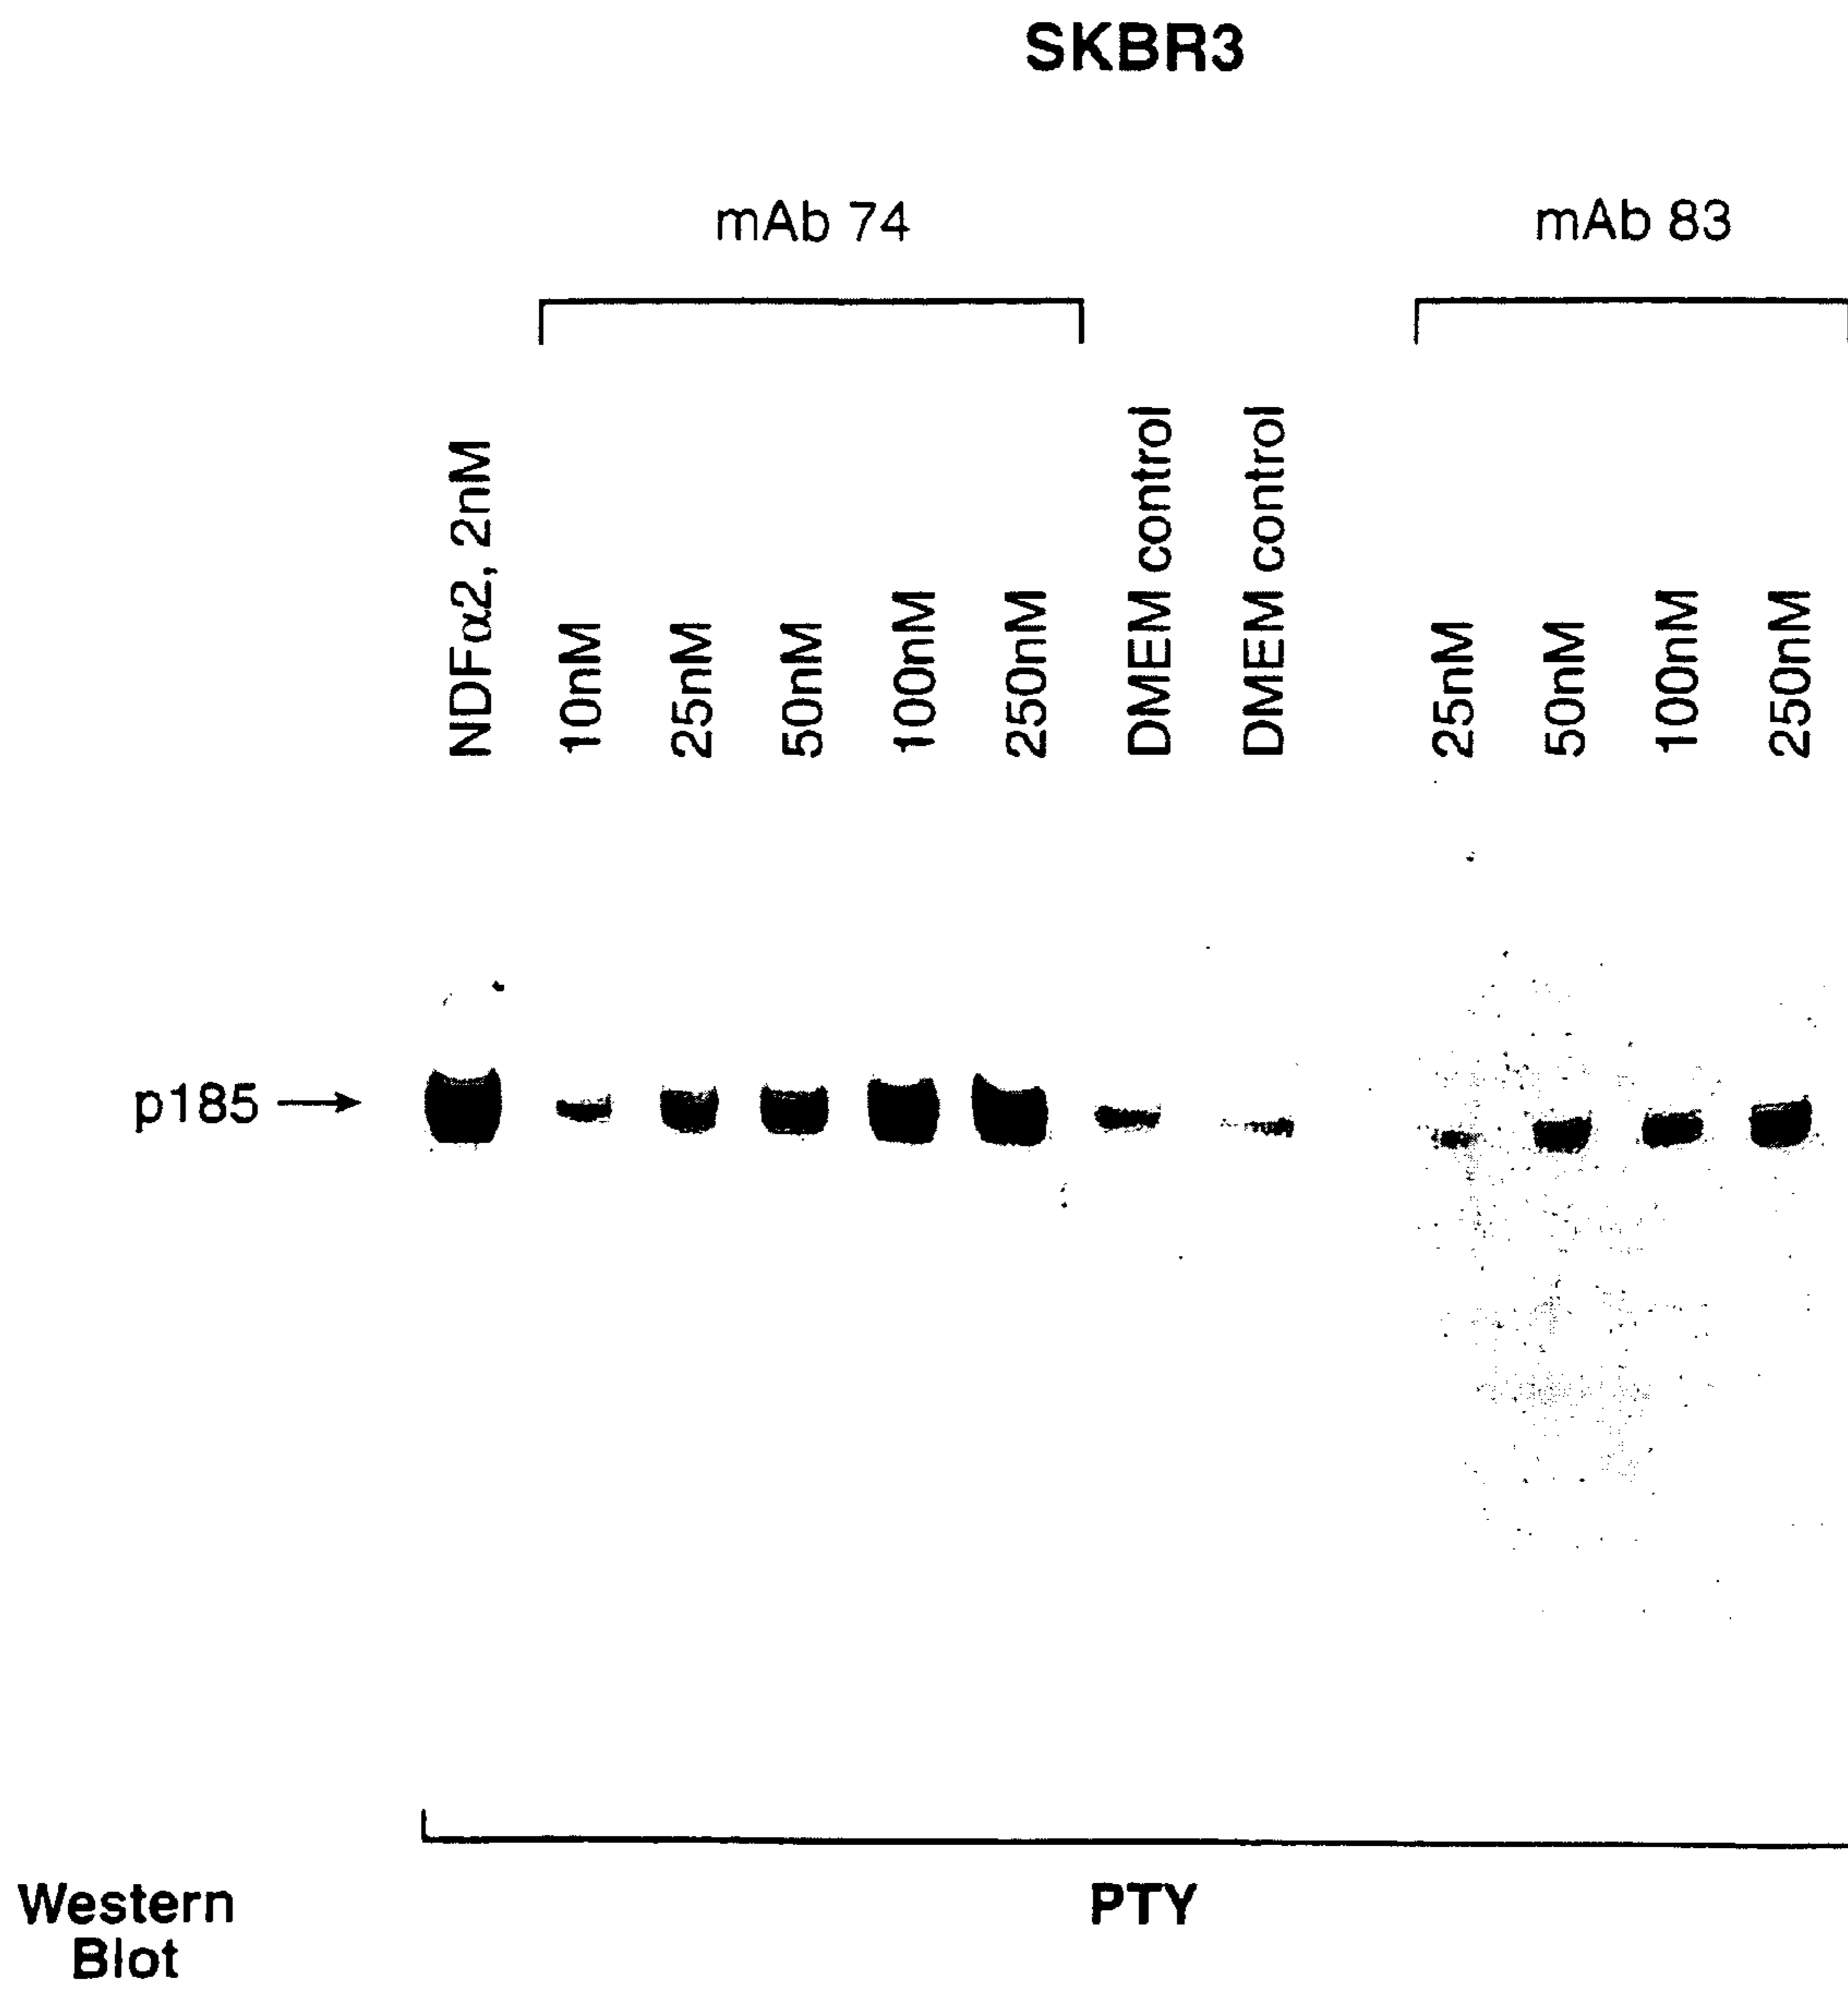 SKBR3
mAb 74
mAb 83
NDFα2, 2nM
10nM
25nM
50nM
100nM
250nM
DMEM control
DMEM control
25nM
50nM
100nM
250nM
p185
Western
Blot
PTY